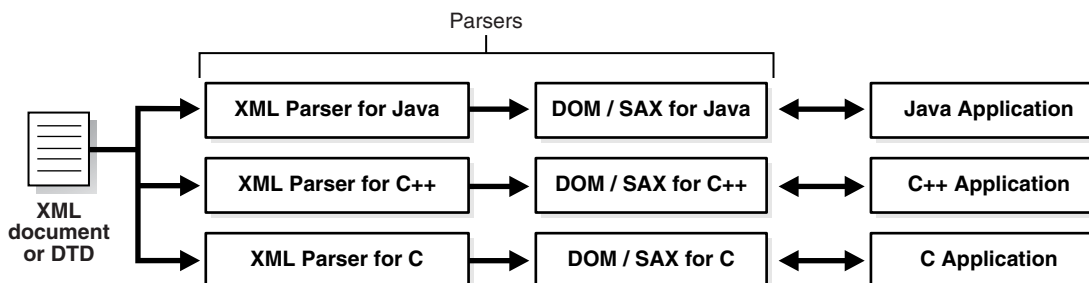 Parsers
XML Parser for Java
DOM / SAX for Java
Java Application
XML Parser for C++
DOM / SAX for C++
C++ Application
XML
document
or DTD
XML Parser for C
DOM / SAX for C
C Application